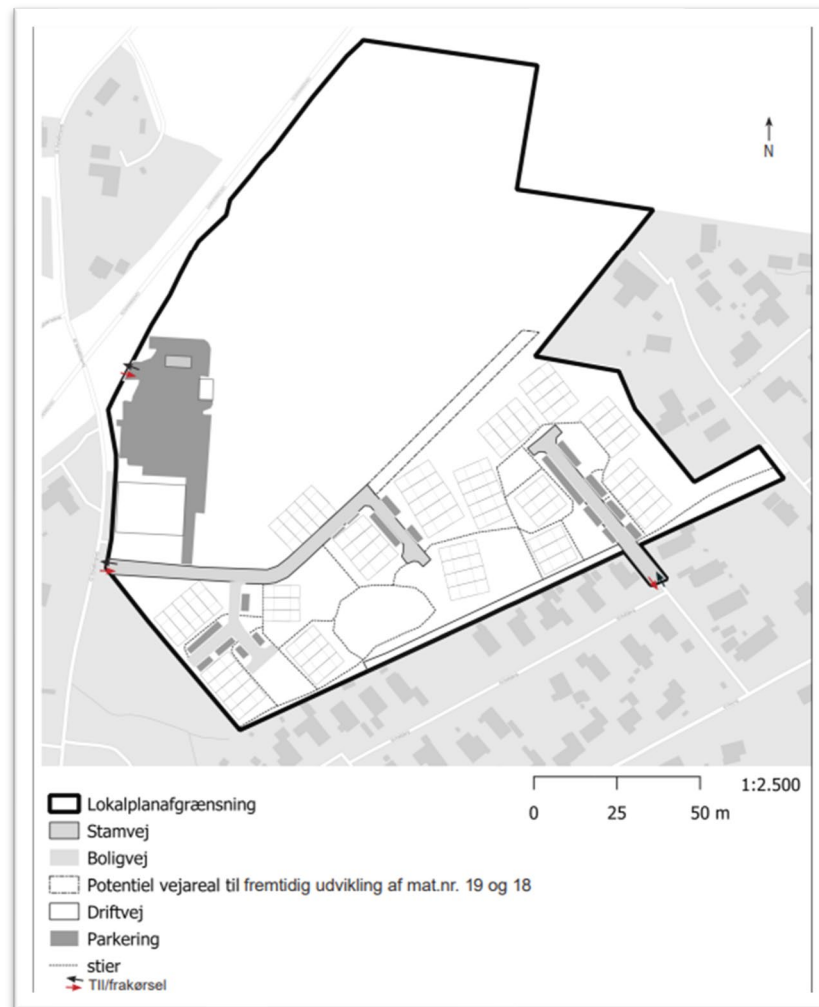 N
1:2.500
0 25 50 m
Lokalplanafgrænsning
Stamvej
Boligvej
Potentiel vejareal til fremtidig udvikling af mat.nr. 19 og 18
Driftvej
Parkering
stier
Til/frakørsel